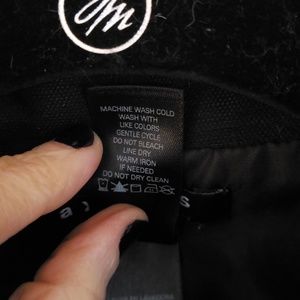 MACHINE WASH COLD
WASH WITH
LIKE COLORS
GENTLE CYCLE
DO NOT BLEACH
LINE DRY
WARM IRON
IF NEEDED
DO NOT DRY CLEAN